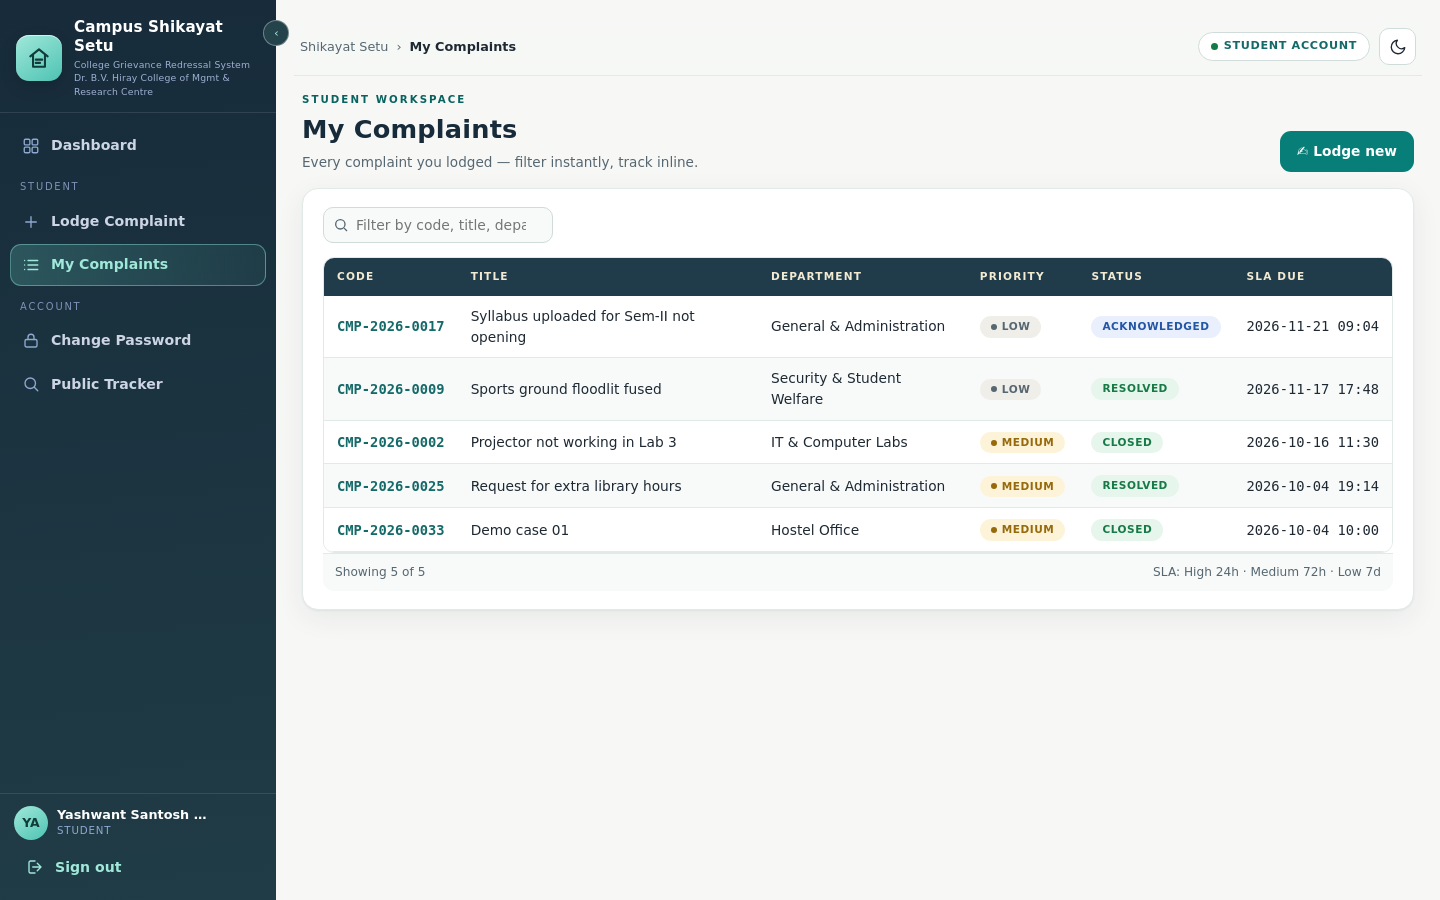 Campus Shikayat
Setu
College Grievance Redressal System
Dr. B.V. Hiray College of Mgmt &
Research Centre
‹
Dashboard
STUDENT
Lodge Complaint
My Complaints
ACCOUNT
Change Password
Public Tracker
YA
Yashwant Santosh ...
STUDENT
Sign out
Shikayat Setu › My Complaints
STUDENT ACCOUNT
STUDENT WORKSPACE
My Complaints
Every complaint you lodged — filter instantly, track inline.
✍ Lodge new
Filter by code, title, depa
CODE TITLE DEPARTMENT PRIORITY STATUS SLA DUE
CMP-2026-0017 Syllabus uploaded for Sem-II not opening General & Administration LOW ACKNOWLEDGED 2026-11-21 09:04
CMP-2026-0009 Sports ground floodlit fused Security & Student Welfare LOW RESOLVED 2026-11-17 17:48
CMP-2026-0002 Projector not working in Lab 3 IT & Computer Labs MEDIUM CLOSED 2026-10-16 11:30
CMP-2026-0025 Request for extra library hours General & Administration MEDIUM RESOLVED 2026-10-04 19:14
CMP-2026-0033 Demo case 01 Hostel Office MEDIUM CLOSED 2026-10-04 10:00
Showing 5 of 5 SLA: High 24h · Medium 72h · Low 7d